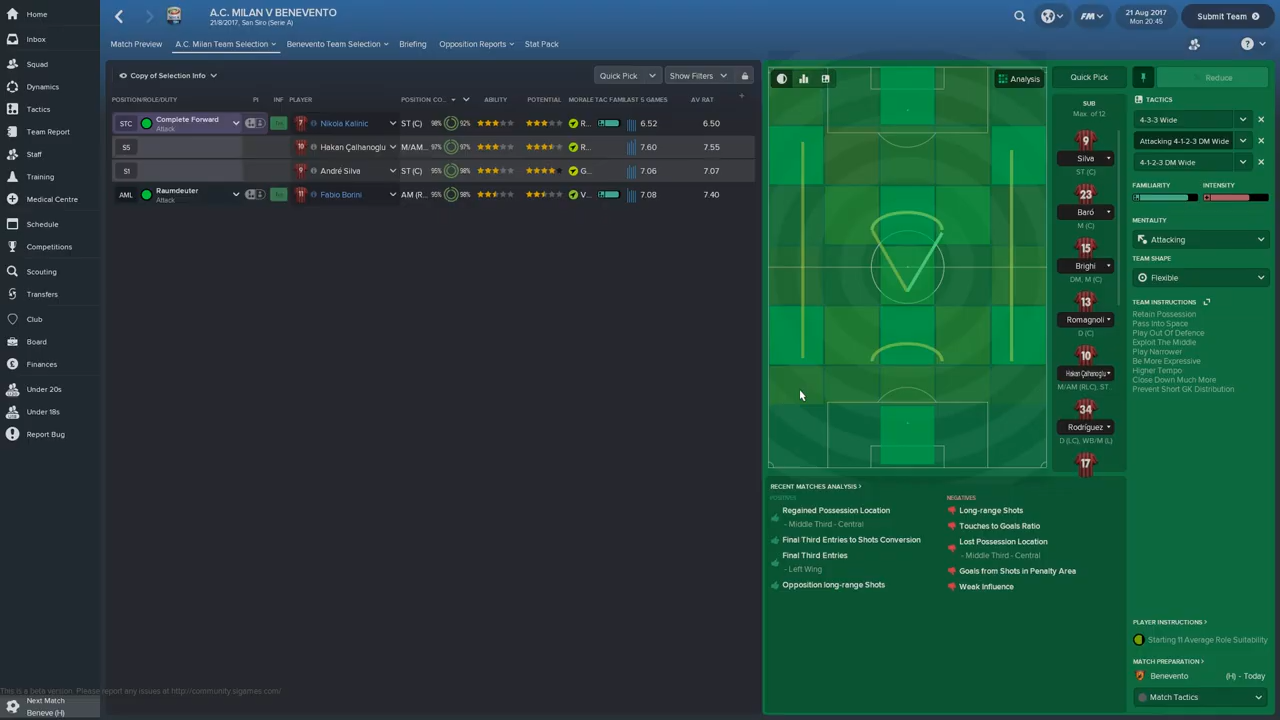 Home
Inbox
Squad
Dynamics
Tactics
Team Report
Staff
Training
Medical Centre
Schedule
Competitions
Scouting
Transfers
Club
Board
Finances
Under 20s
Under 18s
Report Bug
This is a beta version. Please report any issues at http://community.sigames.com/
Next Match
Beneve (H)
A.C. MILAN V BENEVENTO
21/8/2017, San Siro (Serie A)
FM
21 Aug 2017
Mon 20:45
Submit Team
Match Preview
A.C. Milan Team Selection
Benevento Team Selection
Briefing
Opposition Reports
Stat Pack
Copy of Selection Info
Quick Pick
Show Filters
POSITION/ROLE/DUTY PI INF PLAYER POSITION CO... ABILITY POTENTIAL MORALE TAC FAM LAST 5 GAMES AV RAT
STC Complete Forward Attack 7 Nikola Kalinic ST (C) 98% 92% R... 6.52 6.50
S5 10 Hakan Çalhanoglu M/AM... 97% 97% R... 7.60 7.55
S1 9 André Silva ST (C) 95% 98% G... 7.06 7.07
AML Raumdeuter Attack 11 Fabio Borini AM (R... 95% 98% V... 7.08 7.40
Analysis
RECENT MATCHES ANALYSIS >
POSITIVES
Regained Possession Location
- Middle Third - Central
Final Third Entries to Shots Conversion
Final Third Entries
- Left Wing
Opposition long-range Shots
NEGATIVES
Long-range Shots
Touches to Goals Ratio
Lost Possession Location
- Middle Third - Central
Goals from Shots in Penalty Area
Weak Influence
Quick Pick
SUB
Max. of 12
9
Silva
ST (C)
23
Baró
M (C)
15
Brighi
DM, M (C)
13
Romagnoli
D (C)
10
Hakan Çalhanoglu
M/AM (RLC), ST...
34
Rodríguez
D (LC), WB/M (L)
17
Reduce
TACTICS
4-3-3 Wide
Attacking 4-1-2-3 DM Wide
4-1-2-3 DM Wide
FAMILIARITY
INTENSITY
MENTALITY
Attacking
TEAM SHAPE
Flexible
TEAM INSTRUCTIONS
Retain Possession
Pass Into Space
Play Out Of Defence
Exploit The Middle
Play Narrower
Be More Expressive
Higher Tempo
Close Down Much More
Prevent Short GK Distribution
PLAYER INSTRUCTIONS >
Starting 11 Average Role Suitability
MATCH PREPARATION >
Benevento (H) - Today
Match Tactics